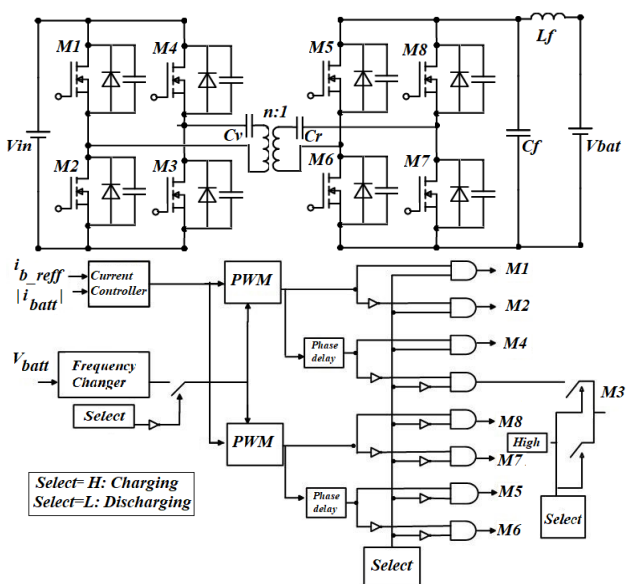 M1
M4
M5
M8
Lf
n:1
Vin
Cv
Cr
Cf
Vbat
M2
M3
M6
M7
i_b_reff
|i_batt|
Current
Controller
PWM
M1
M2
Phase
delay
M4
V_batt
Frequency
Changer
Select
M3
PWM
M8
High
M7
Select=H: Charging
Select=L: Discharging
Phase
delay
M5
M6
Select
Select